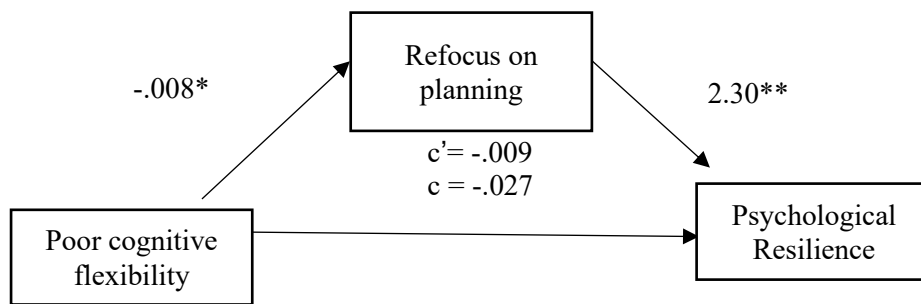 Refocus on
planning
-.008*
2.30**
c’= -.009
c = -.027
Poor cognitive
flexibility
Psychological
Resilience